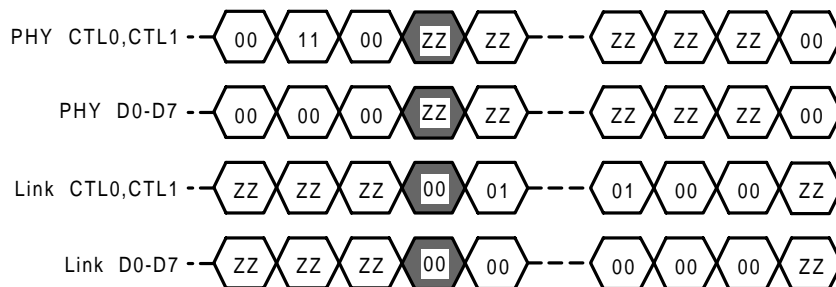 PHY CTL0,CTL1 00 11 00 ZZ ZZ ZZ ZZ ZZ 00
PHY D0-D7 00 00 00 ZZ ZZ ZZ ZZ ZZ 00
Link CTL0,CTL1 ZZ ZZ ZZ 00 01 01 00 00 ZZ
Link D0-D7 ZZ ZZ ZZ 00 00 00 00 00 ZZ